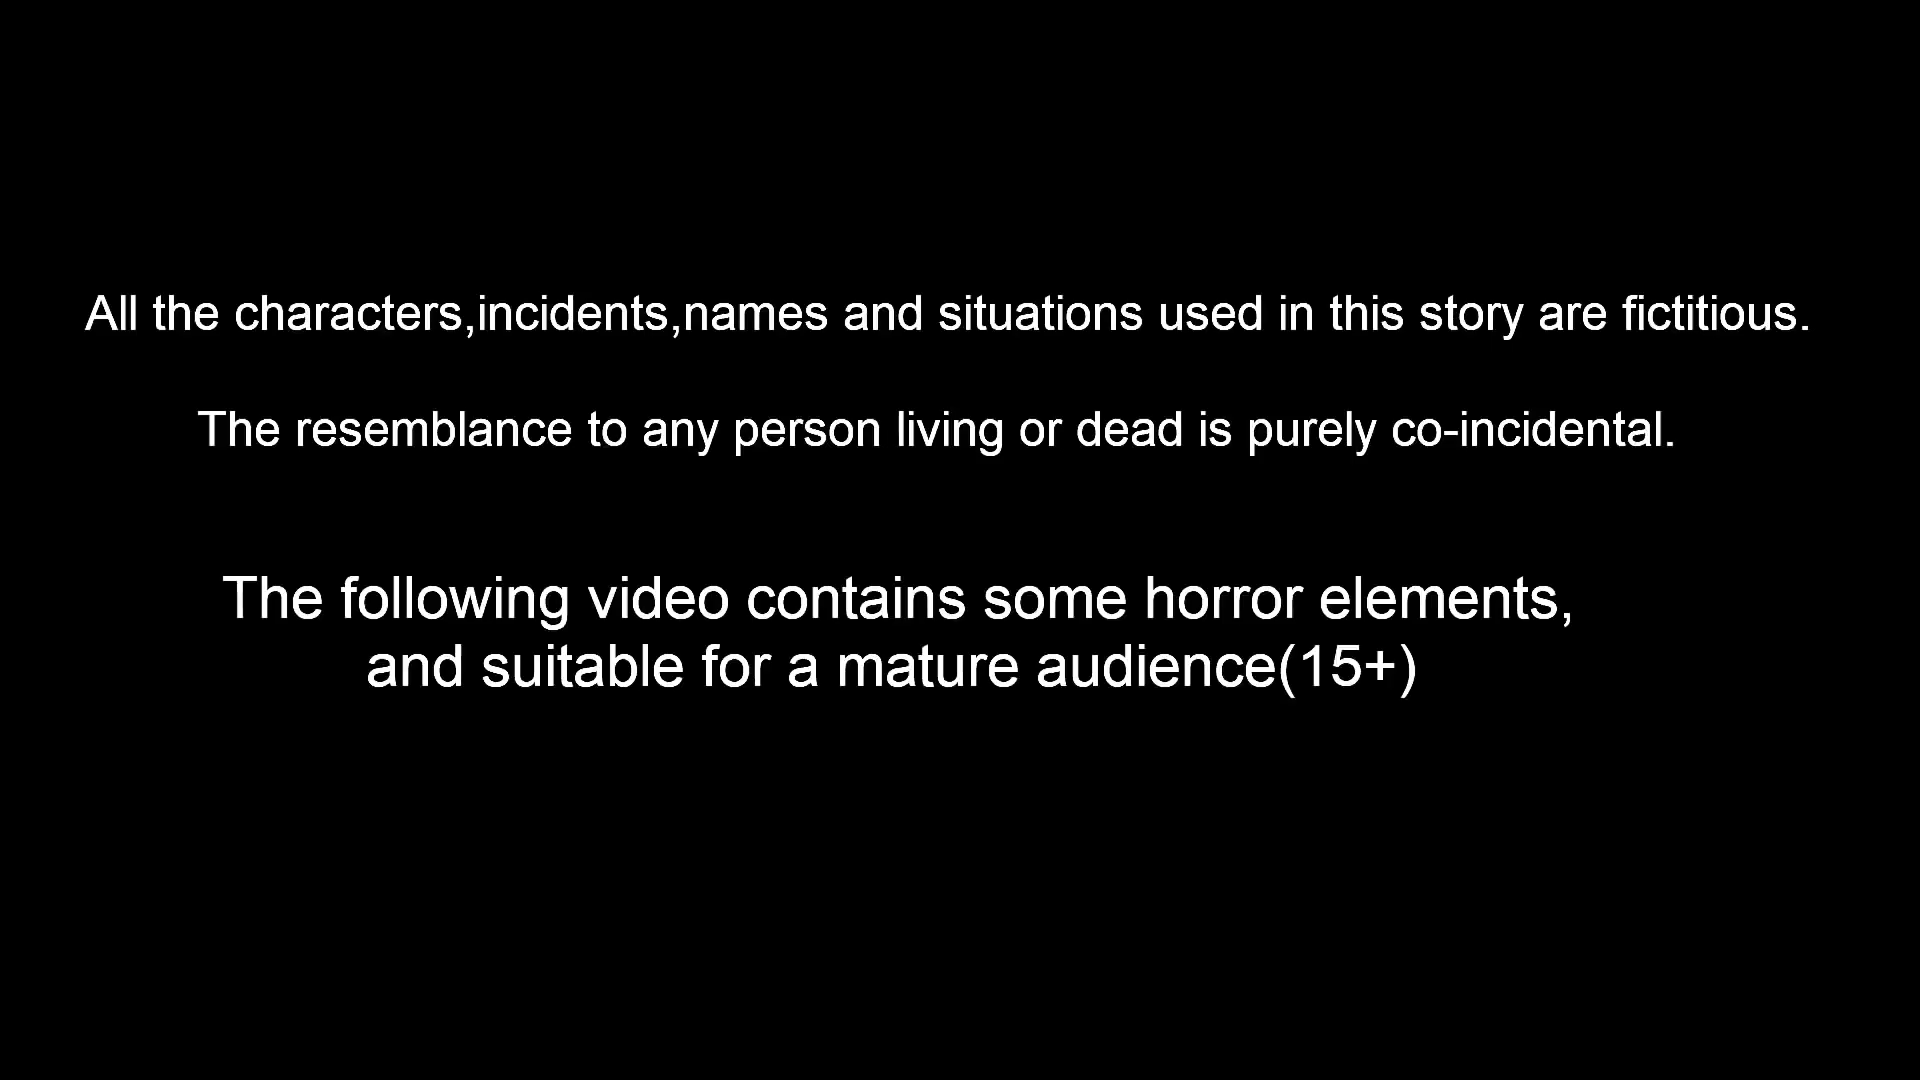 All the characters,incidents,names and situations used in this story are fictitious.
The resemblance to any person living or dead is purely co-incidental.
The following video contains some horror elements,
and suitable for a mature audience(15+)